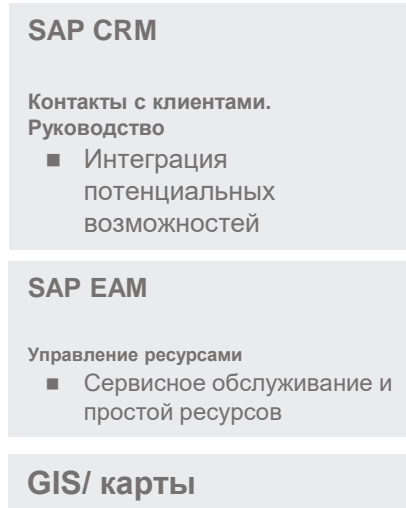 SAP CRM
Контакты с клиентами.
Руководство
■ Интеграция
потенциальных
возможностей
SAP EAM
Управление ресурсами
■ Сервисное обслуживание и
простой ресурсов
GIS/ карты